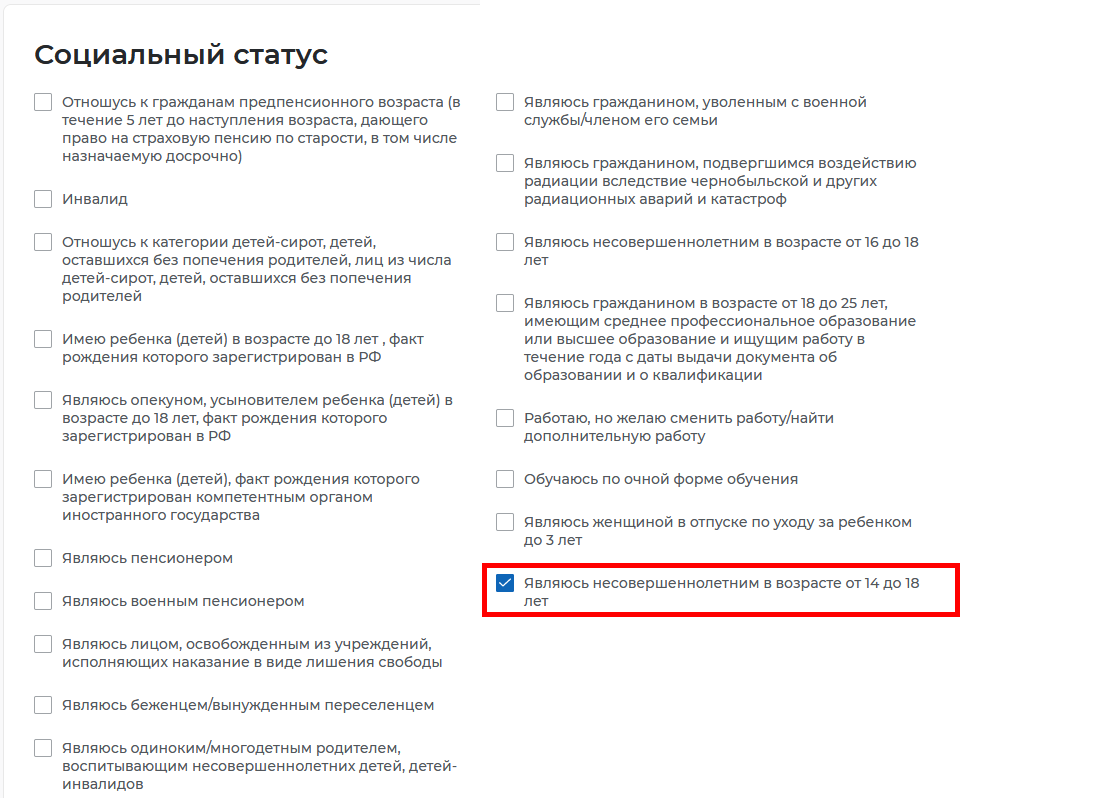 Социальный статус
Отношусь к гражданам предпенсионного возраста (в
течение 5 лет до наступления возраста, дающего
право на страховую пенсию по старости, в том числе
назначаемую досрочно)
Инвалид
Отношусь к категории детей-сирот, детей,
оставшихся без попечения родителей, лиц из числа
детей-сирот, детей, оставшихся без попечения
родителей
Имею ребенка (детей) в возрасте до 18 лет , факт
рождения которого зарегистрирован в РФ
Являюсь опекуном, усыновителем ребенка (детей) в
возрасте до 18 лет, факт рождения которого
зарегистрирован в РФ
Имею ребенка (детей), факт рождения которого
зарегистрирован компетентным органом
иностранного государства
Являюсь пенсионером
Являюсь военным пенсионером
Являюсь лицом, освобожденным из учреждений,
исполняющих наказание в виде лишения свободы
Являюсь беженцем/вынужденным переселенцем
Являюсь одиноким/многодетным родителем,
воспитывающим несовершеннолетних детей, детей-
инвалидов
Являюсь гражданином, уволенным с военной
службы/членом его семьи
Являюсь гражданином, подвергшимся воздействию
радиации вследствие чернобыльской и других
радиационных аварий и катастроф
Являюсь несовершеннолетним в возрасте от 16 до 18
лет
Являюсь гражданином в возрасте от 18 до 25 лет,
имеющим среднее профессиональное образование
или высшее образование и ищущим работу в
течение года с даты выдачи документа об
образовании и о квалификации
Работаю, но желаю сменить работу/найти
дополнительную работу
Обучаюсь по очной форме обучения
Являюсь женщиной в отпуске по уходу за ребенком
до 3 лет
Являюсь несовершеннолетним в возрасте от 14 до 18
лет